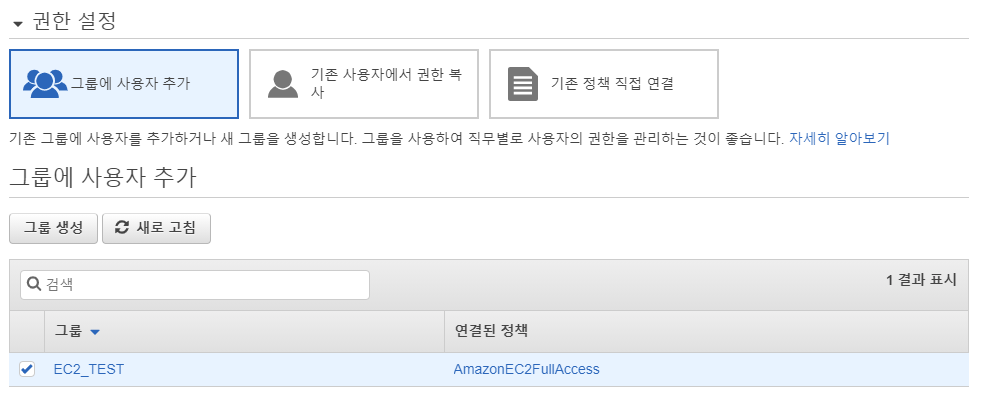 권한 설정
그룹에 사용자 추가
기존 사용자에서 권한 복
사
기존 정책 직접 연결
기존 그룹에 사용자를 추가하거나 새 그룹을 생성합니다. 그룹을 사용하여 직무별로 사용자의 권한을 관리하는 것이 좋습니다. 자세히 알아보기
그룹에 사용자 추가
그룹 생성
새로 고침
검색
1 결과 표시
그룹
연결된 정책
EC2_TEST
AmazonEC2FullAccess